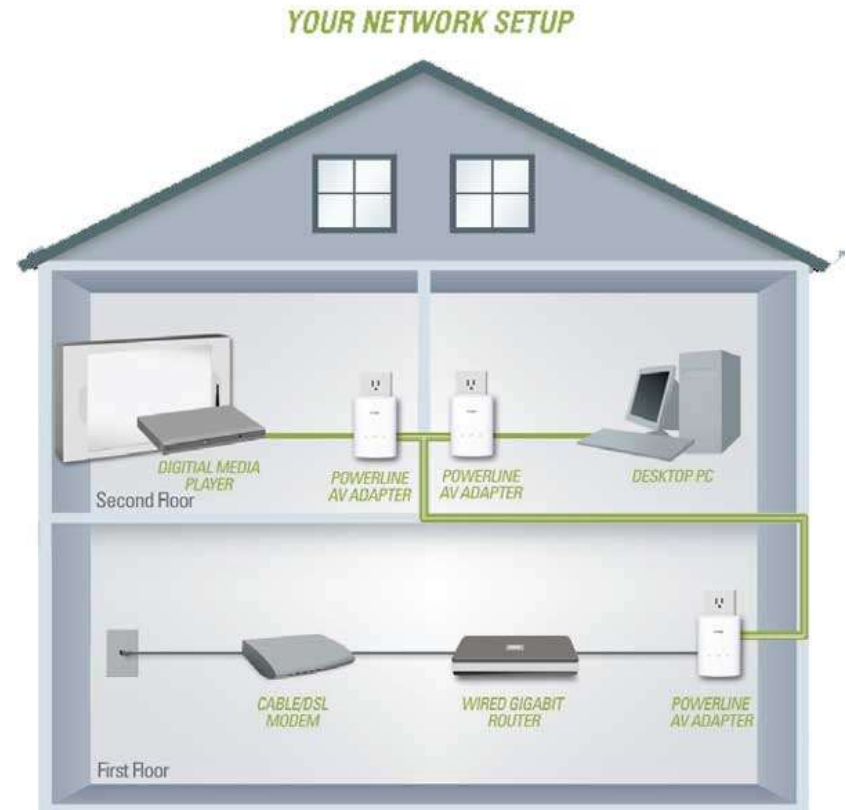 YOUR NETWORK SETUP
DIGITIAL MEDIA
PLAYER
POWERLINE
AV ADAPTER
POWERLINE
AV ADAPTER
DESKTOP PC
Second Floor
CABLE/DSL
MODEM
WIRED GIGABIT
ROUTER
POWERLINE
AV ADAPTER
First Floor